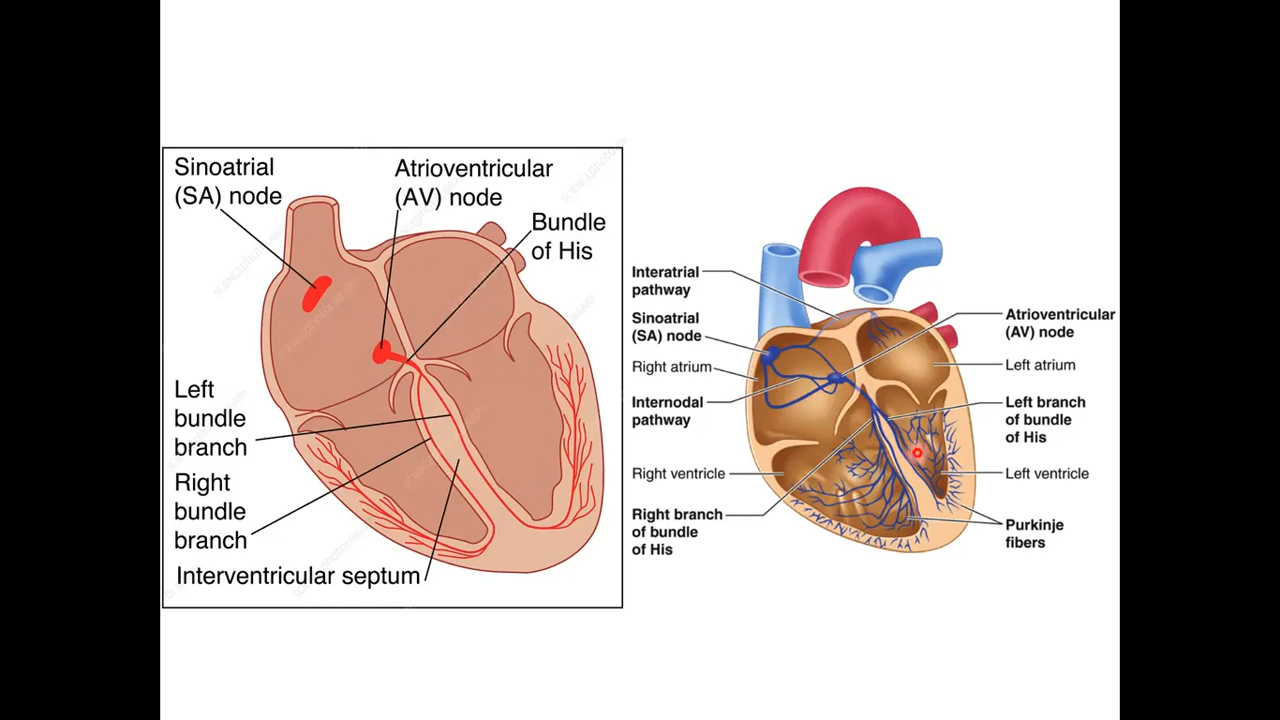 Sinoatrial
(SA) node
Atrioventricular
(AV) node
Bundle
of His
Left
bundle
branch
Right
bundle
branch
Interventricular septum
Interatrial
pathway
Sinoatrial
(SA) node
Right atrium
Internodal
pathway
Right ventricle
Right branch
of bundle
of His
Atrioventricular
(AV) node
Left atrium
Left branch
of bundle
of His
Left ventricle
Purkinje
fibers